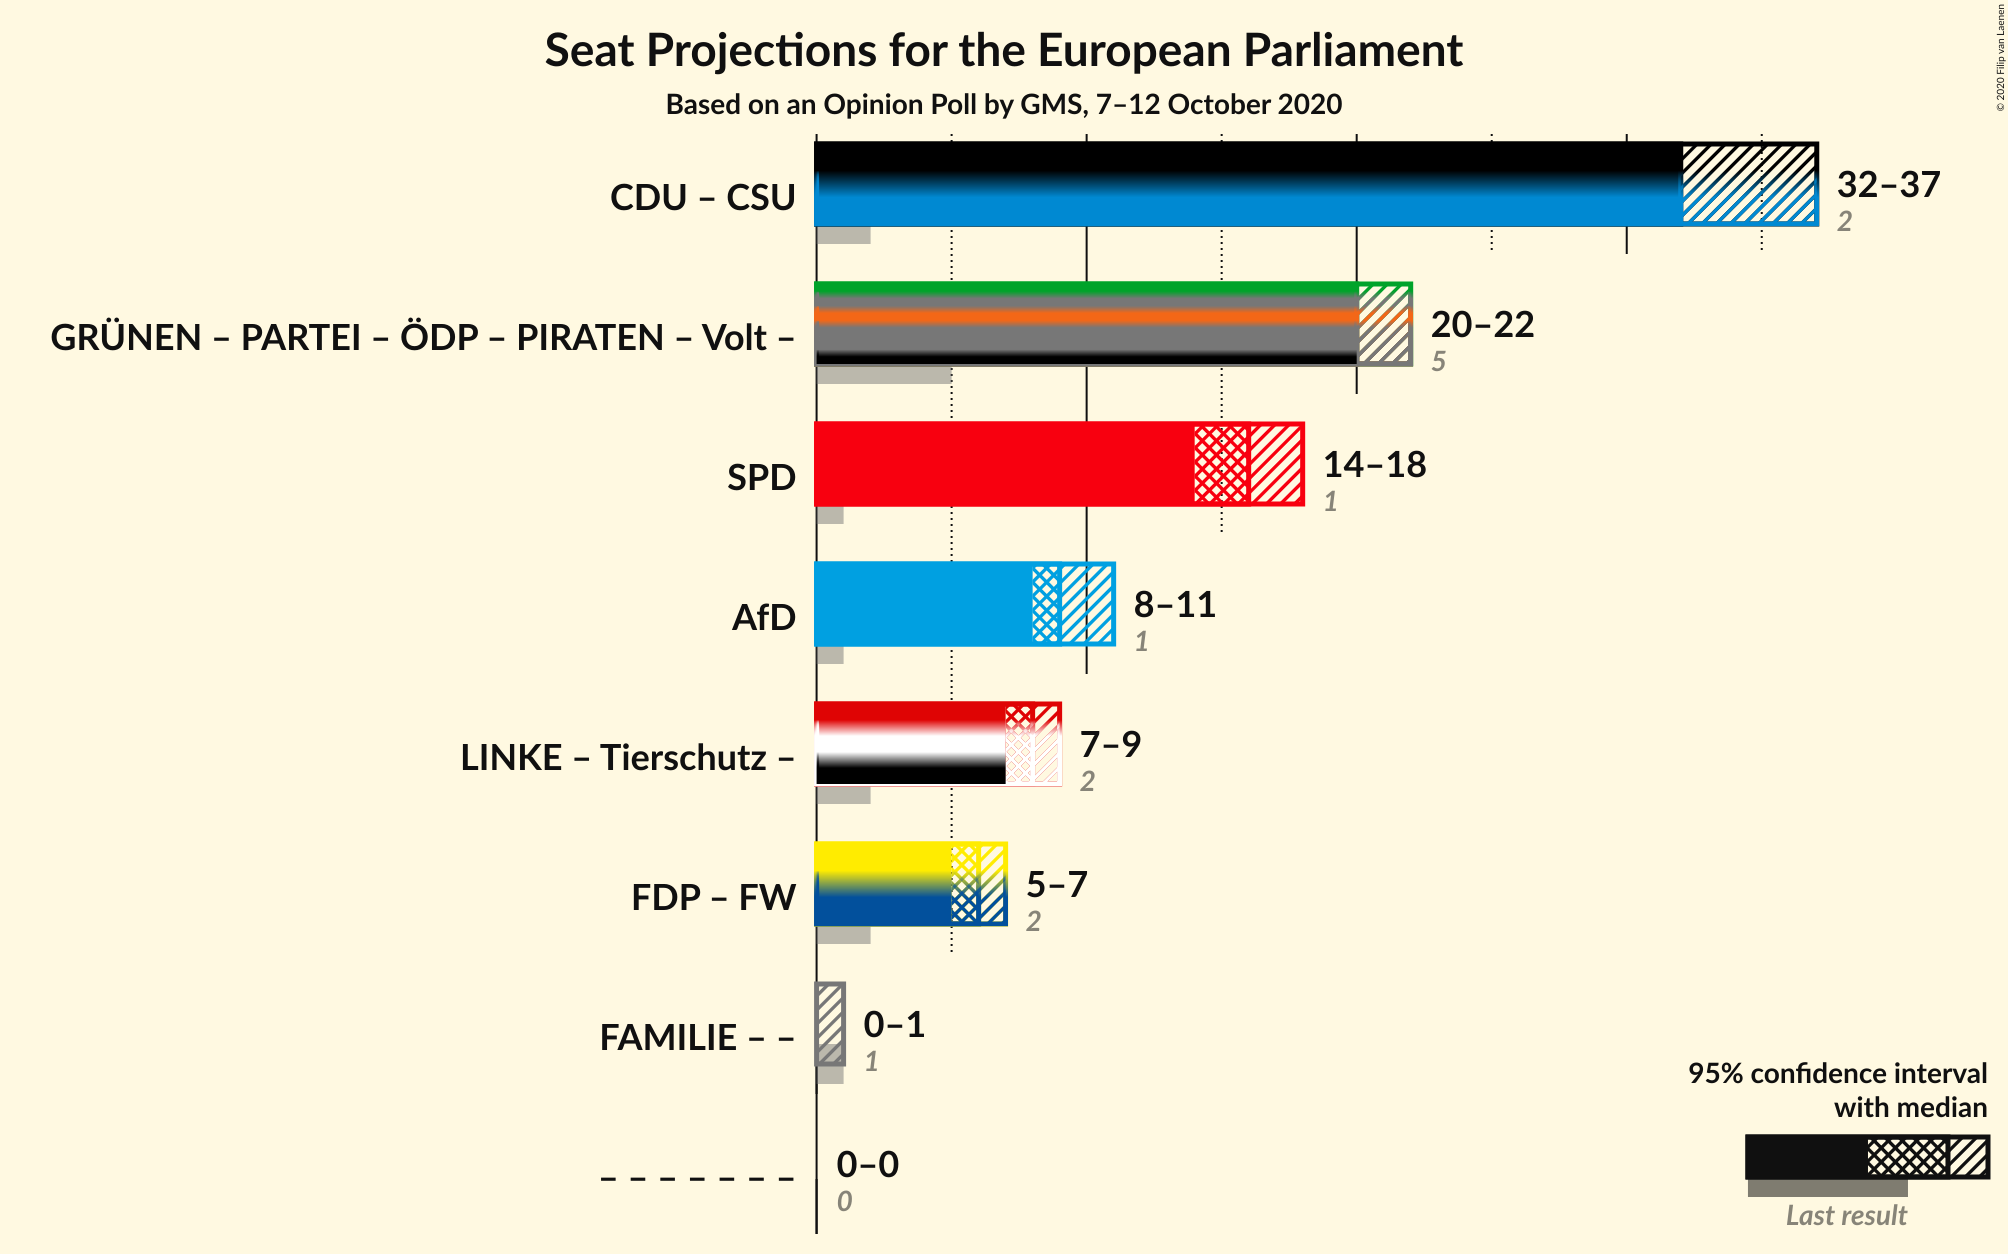 Seat Projections for the European Parliament
Based on an Opinion Poll by GMS, 7–12 October 2020
© 2020 Filip van Laenen
CDU – CSU
32–37
2
GRÜNEN – PARTEI – ÖDP – PIRATEN – Volt –
20–22
5
SPD
14–18
1
AfD
8–11
1
LINKE – Tierschutz –
7–9
2
FDP – FW
5–7
2
FAMILIE – –
0–1
1
– – – – – – –
0–0
0
95% confidence interval
with median
Last result